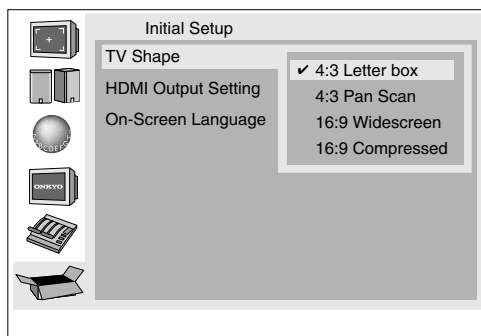 Initial Setup
TV Shape
HDMI Output Setting
On-Screen Language
✔ 4:3 Letter box
4:3 Pan Scan
16:9 Widescreen
16:9 Compressed
ONKYO